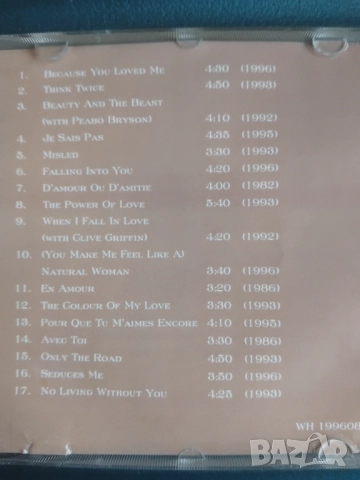 1. Because You Loved Me 4:30 (1996)
2. Think Twice 4:50 (1993)
3. Beauty And The Beast
(with Peabo Bryson) 4:10 (1992)
4. Je Sais Pas 4:35 (1995)
5. Misled 3:30 (1993)
6. Falling Into You 4:20 (1996)
7. D'amour Ou D'amitie 4:00 (1982)
8. The Power Of Love 5:40 (1993)
9. When I Fall In Love
(with Clive Griffin) 4:20 (1992)
10. (You Make Me Feel Like A)
Natural Woman 3:40 (1996)
11. Ex Amour 3:20 (1986)
12. The Colour Of My Love 3:30 (1993)
13. Pour Que Tu M'aimes Encore 4:10 (1995)
14. Avec Toi 3:30 (1986)
15. Only The Road 4:50 (1993)
16. Seduces Me 3:50 (1996)
17. No Living Without You 4:25 (1993)
WH 199608
Bazar.bg